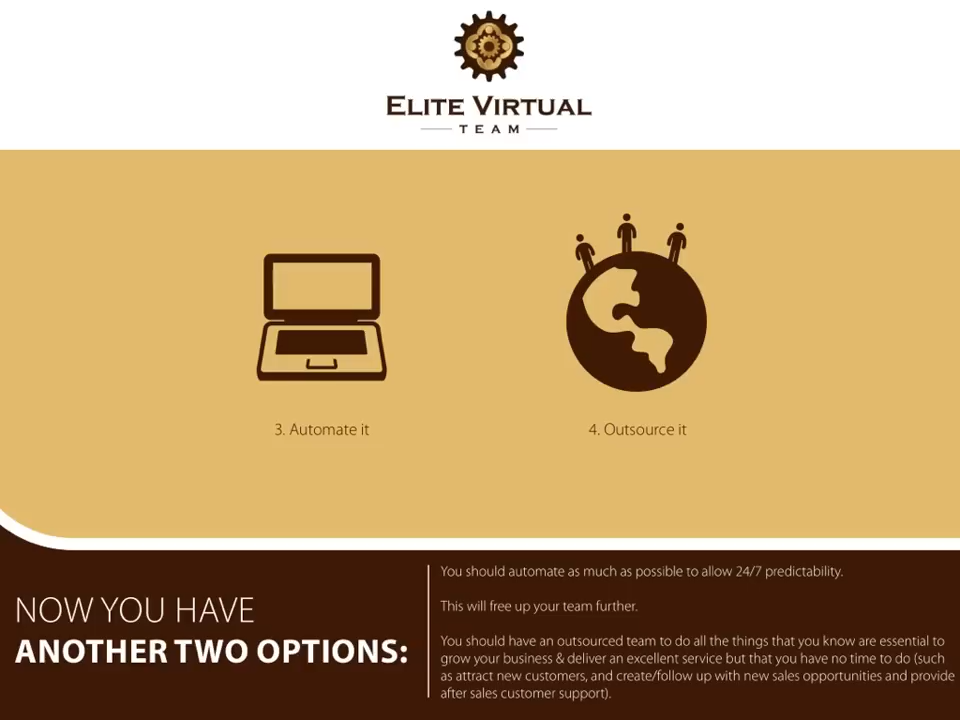 ELITE VIRTUAL
TEAM
3. Automate it
4. Outsource it
NOW YOU HAVE
ANOTHER TWO OPTIONS:
You should automate as much as possible to allow 24/7 predictability.
This will free up your team further.
You should have an outsourced team to do all the things that you know are essential to
grow your business & deliver an excellent service but that you have no time to do (such
as attract new customers, and create/follow up with new sales opportunities and provide
after sales customer support).